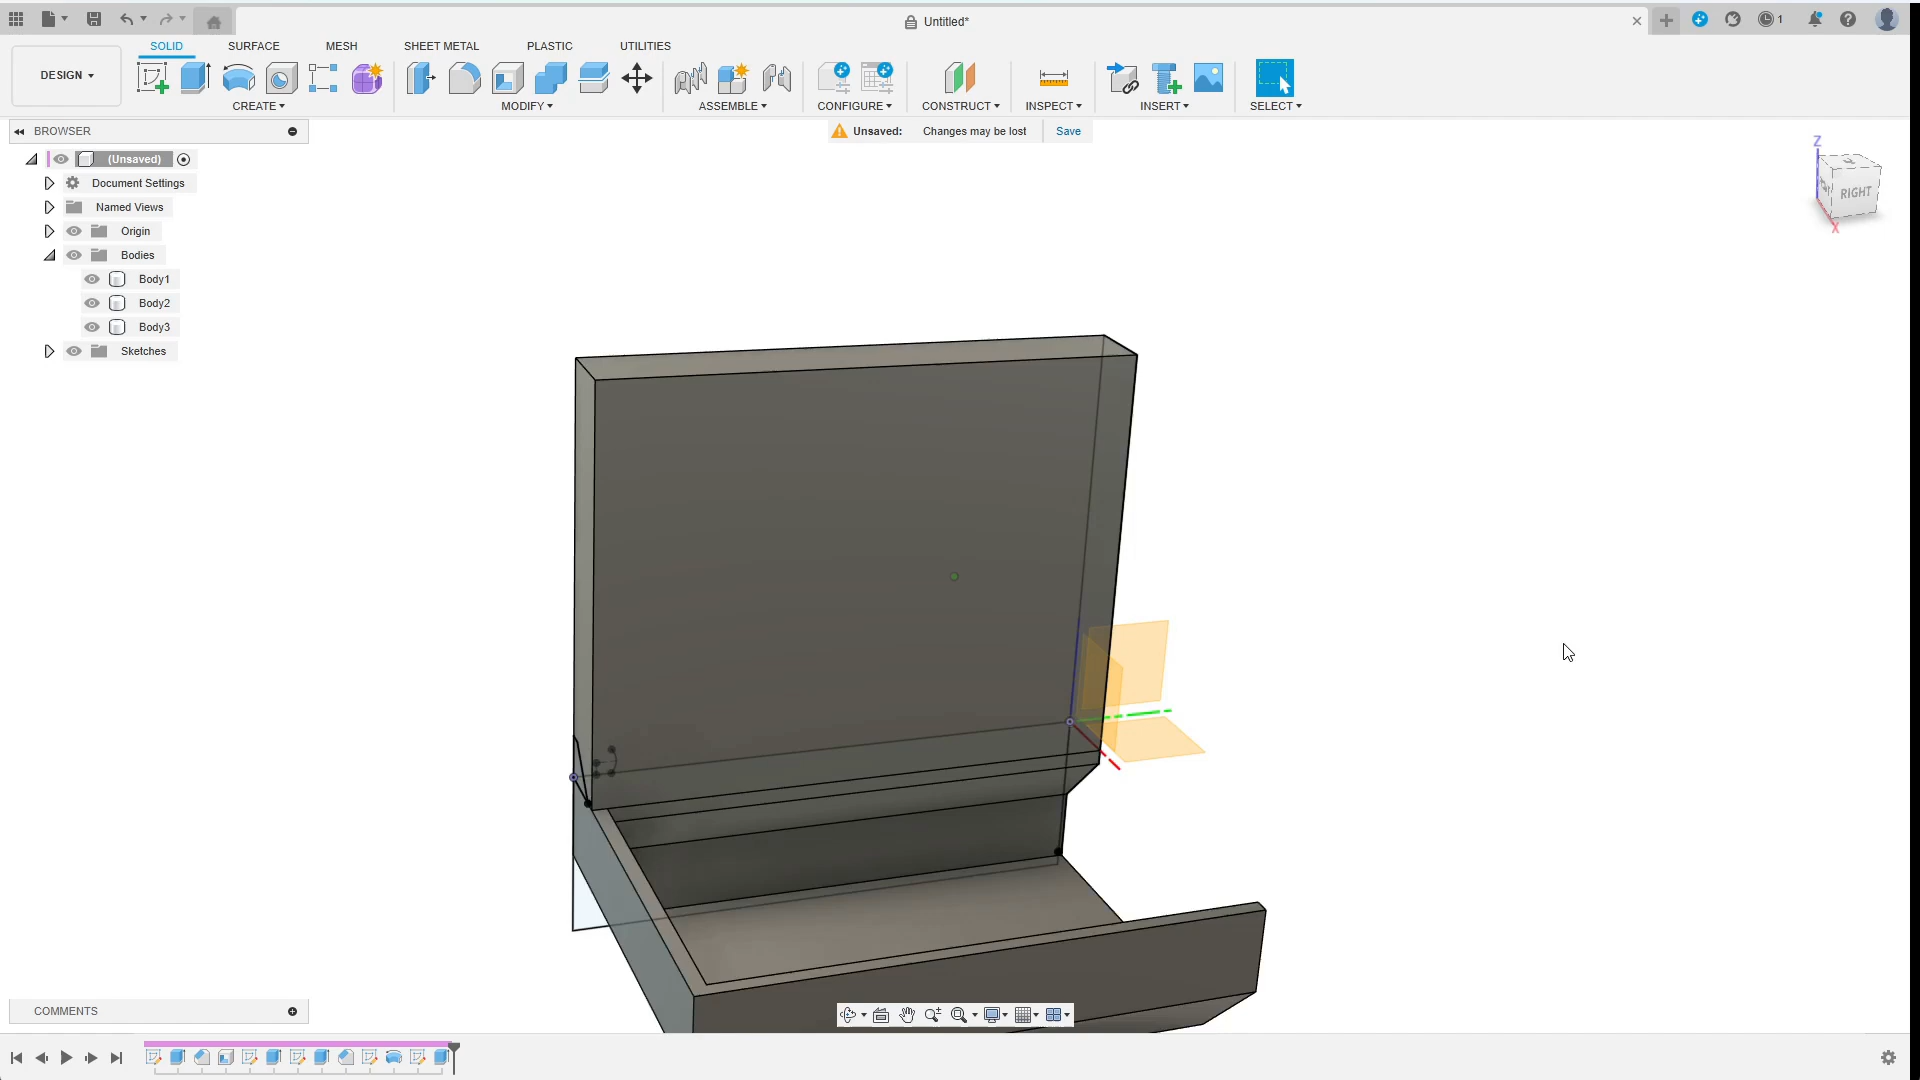 Untitled*
1
SOLID SURFACE MESH SHEET METAL PLASTIC UTILITIES
DESIGN
CREATE MODIFY ASSEMBLE CONFIGURE CONSTRUCT INSPECT INSERT SELECT
BROWSER
Unsaved: Changes may be lost Save
(Unsaved)
Document Settings
Named Views
Origin
Bodies
Body1
Body2
Body3
Sketches
Z
RIGHT
X
COMMENTS